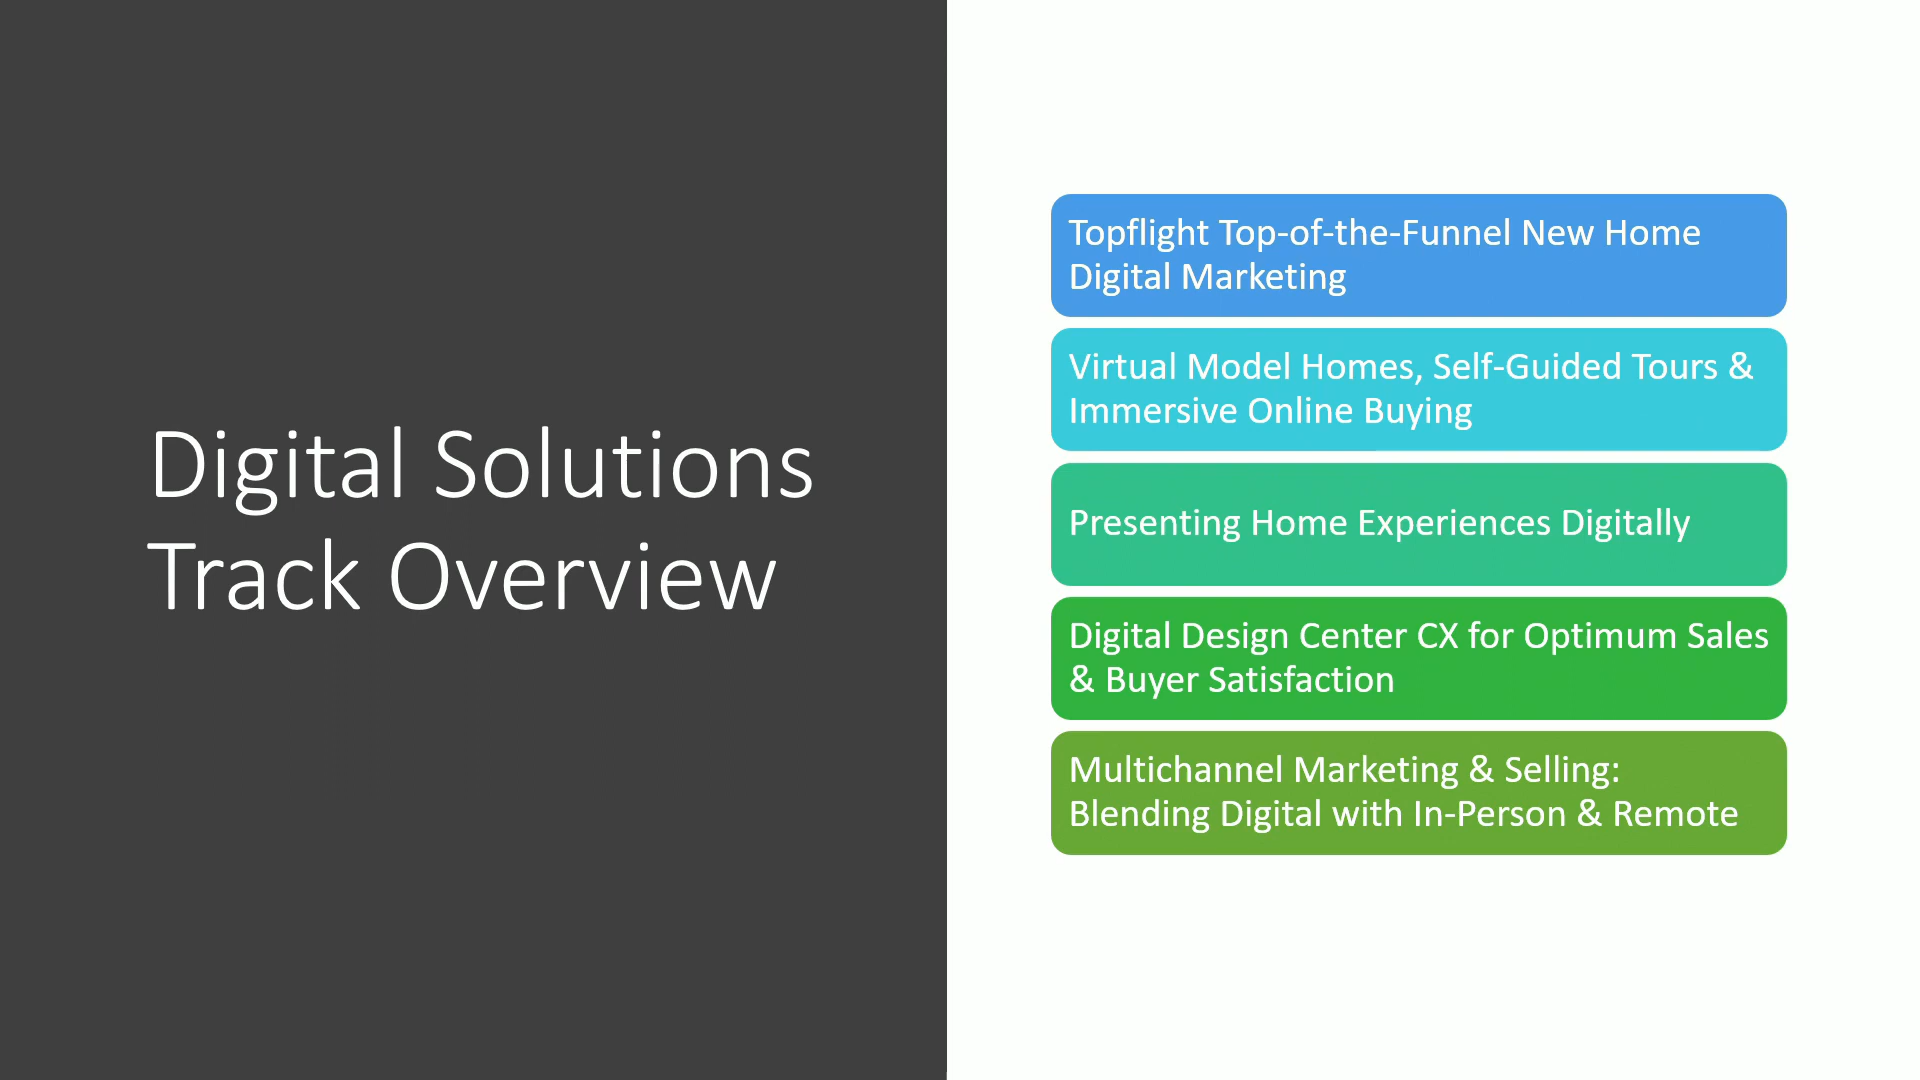 Digital Solutions
Track Overview
Topflight Top-of-the-Funnel New Home
Digital Marketing
Virtual Model Homes, Self-Guided Tours &
Immersive Online Buying
Presenting Home Experiences Digitally
Digital Design Center CX for Optimum Sales
& Buyer Satisfaction
Multichannel Marketing & Selling:
Blending Digital with In-Person & Remote